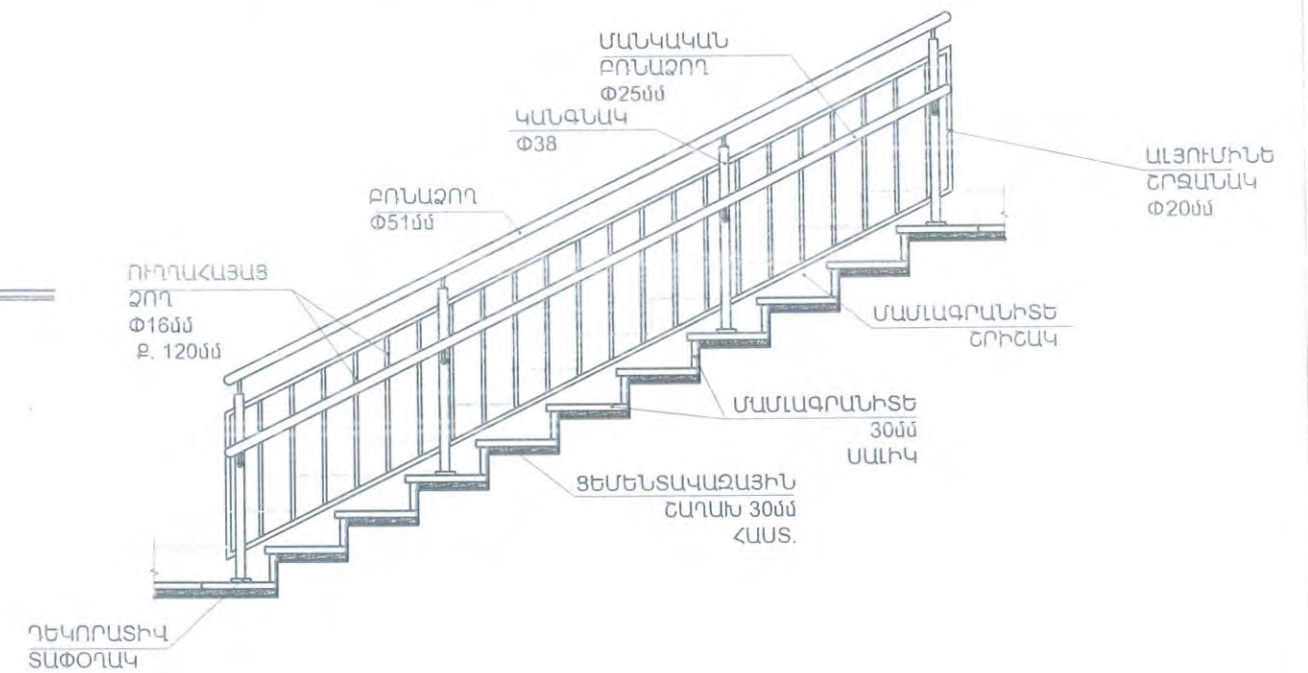 ՄԱՆԿԱԿԱՆ
ԲՌՆԱՁՈՂ
Փ25մմ
ԿԱՆԳՆԱԿ
Փ38
ԱԼՅՈՒՄԻՆԵ
ՇՐՋԱՆԱԿ
Փ20մմ
ԲՌՆԱՁՈՂ
Փ51մմ
ՈՒՂՂԱՀԱՅԱՑ
ՁՈՂ
Փ16մմ
Ք. 120մմ
ՄԱՄԼԱԳՐԱՆԻՏԵ
ՇՐԻՇԱԿ
ՄԱՄԼԱԳՐԱՆԻՏԵ
30մմ
ՍԱԼԻԿ
ՑԵՄԵՆՏԱՎԱԶԱՅԻՆ
ՇԱՂԱԽ 30մմ
ՀԱՍՏ.
ԴԵԿՈՐԱՏԻՎ
ՏԱՓՕՂԱԿ